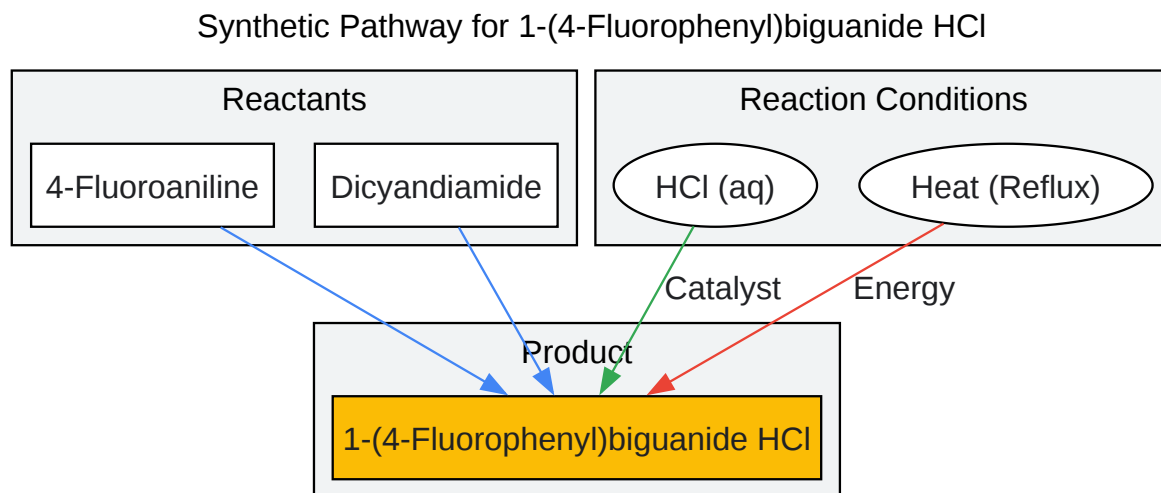 Synthetic Pathway for 1-(4-Fluorophenyl)biguanide HCl
Reactants
4-Fluoroaniline
Dicyandiamide
Reaction Conditions
HCl (aq)
Heat (Reflux)
Catalyst
Energy
Product
1-(4-Fluorophenyl)biguanide HCl